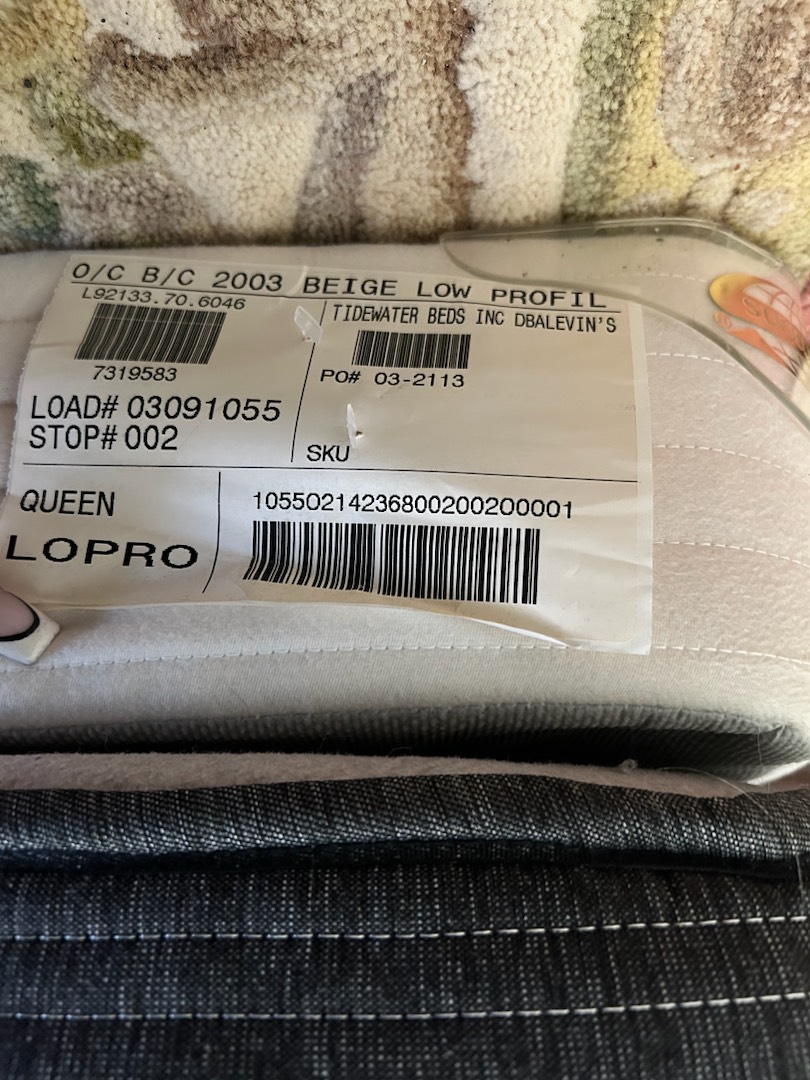 O/C B/C 2003 BEIGE LOW PROFIL
L92133.70.6046
7319583
LOAD# 03091055
STOP# 002
TIDEWATER BEDS INC DBALEVIN'S
PO# 03-2113
SKU
QUEEN
LOPRO
10550214236800200200001